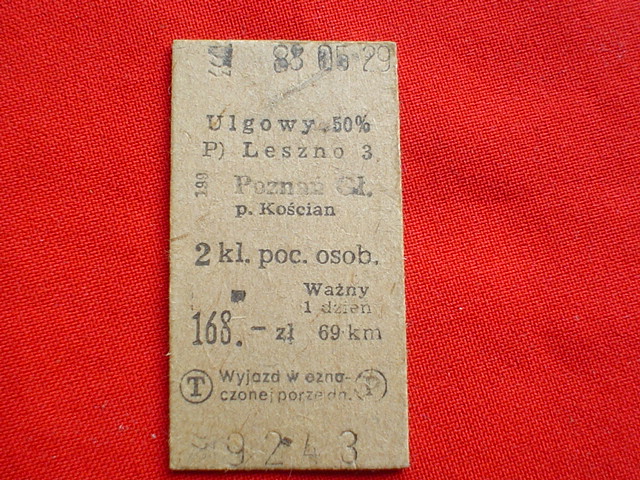 88 05 29
Ulgowy 50%
P) Leszno 3
Poznań Gł.
p. Kościan
2 kl. poc. osob.
Ważny
1 dzień
168.- zł 69 km
T Wyjazd w ozna-
czonej porze dn.
9243